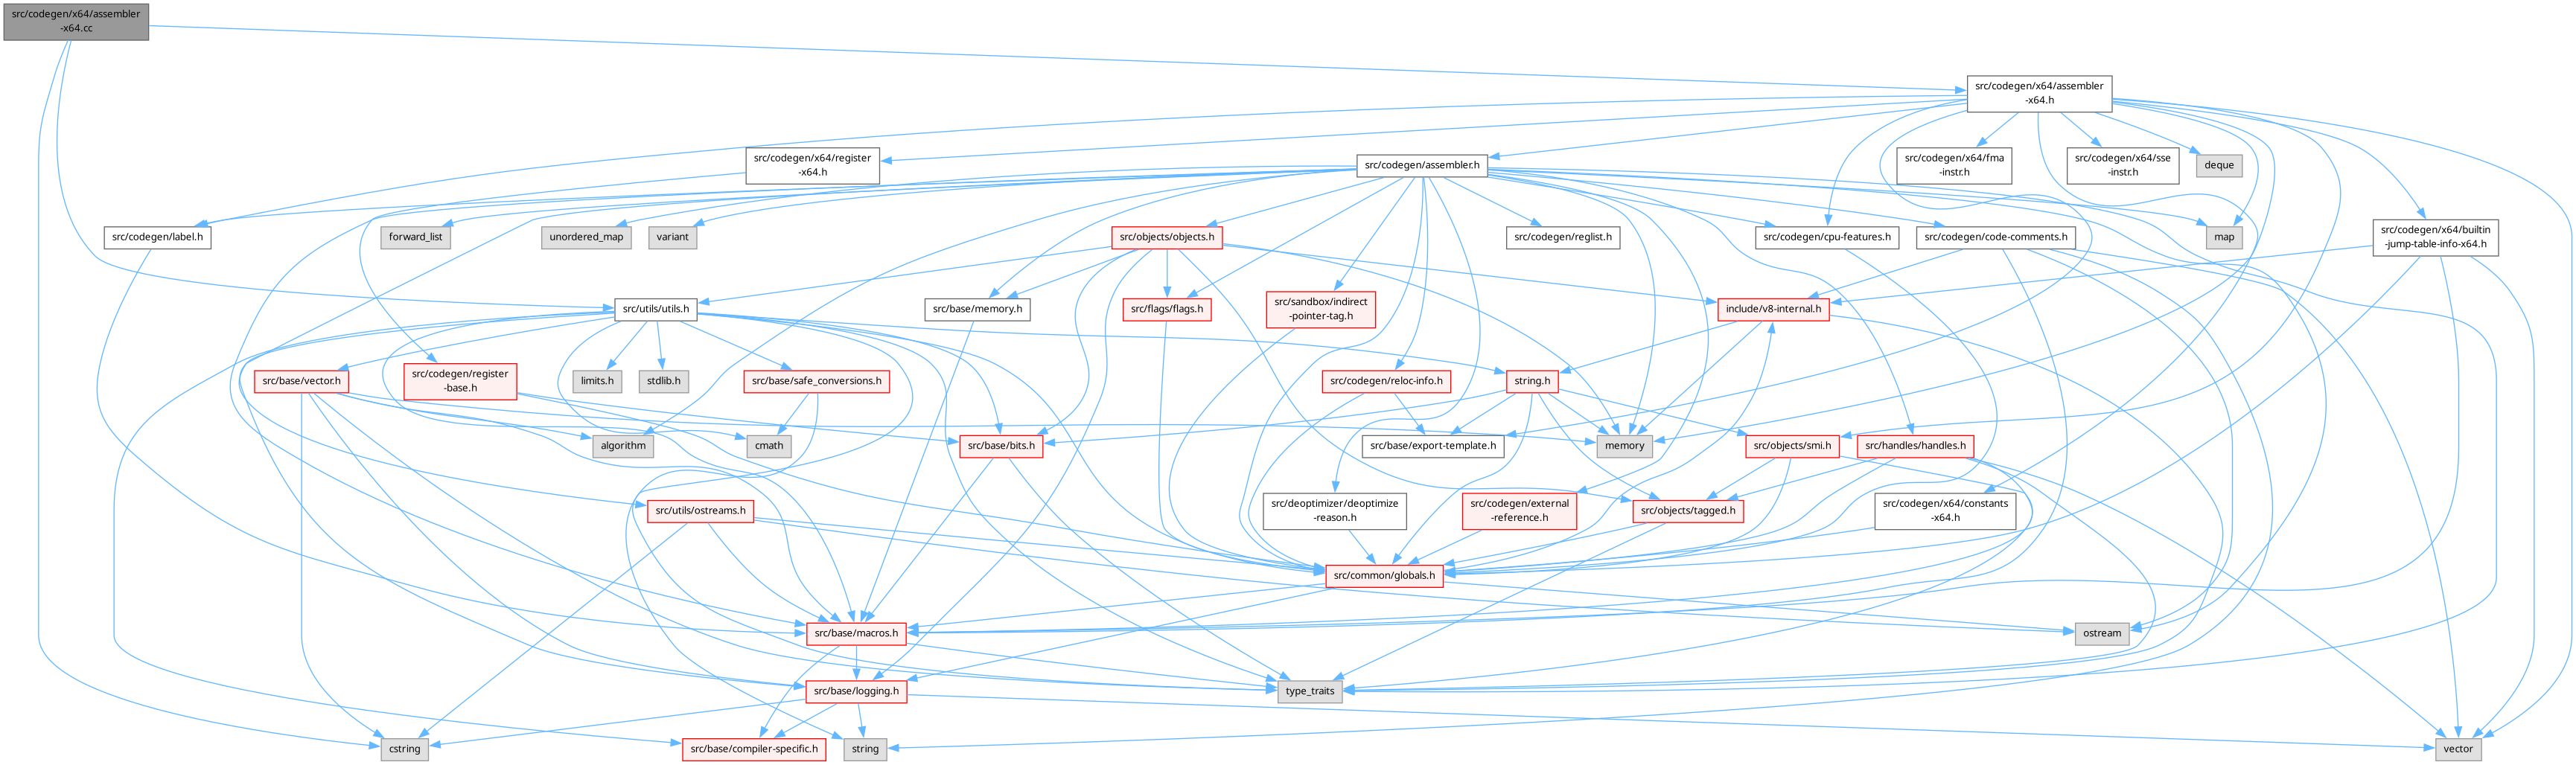 src/codegen/x64/assembler
-x64.cc
src/codegen/x64/assembler
-x64.h
src/codegen/x64/register
-x64.h
src/codegen/assembler.h
src/codegen/x64/fma
-instr.h
src/codegen/x64/sse
-instr.h
deque
src/codegen/label.h
forward_list
unordered_map
variant
src/objects/objects.h
src/codegen/reglist.h
src/codegen/cpu-features.h
src/codegen/code-comments.h
map
src/codegen/x64/builtin
-jump-table-info-x64.h
src/utils/utils.h
src/base/memory.h
src/flags/flags.h
src/sandbox/indirect
-pointer-tag.h
include/v8-internal.h
src/base/vector.h
src/codegen/register
-base.h
limits.h
stdlib.h
src/base/safe_conversions.h
src/codegen/reloc-info.h
string.h
algorithm
cmath
src/base/bits.h
src/base/export-template.h
memory
src/objects/smi.h
src/handles/handles.h
src/utils/ostreams.h
src/deoptimizer/deoptimize
-reason.h
src/codegen/external
-reference.h
src/objects/tagged.h
src/codegen/x64/constants
-x64.h
src/common/globals.h
src/base/macros.h
ostream
src/base/logging.h
type_traits
cstring
src/base/compiler-specific.h
string
vector